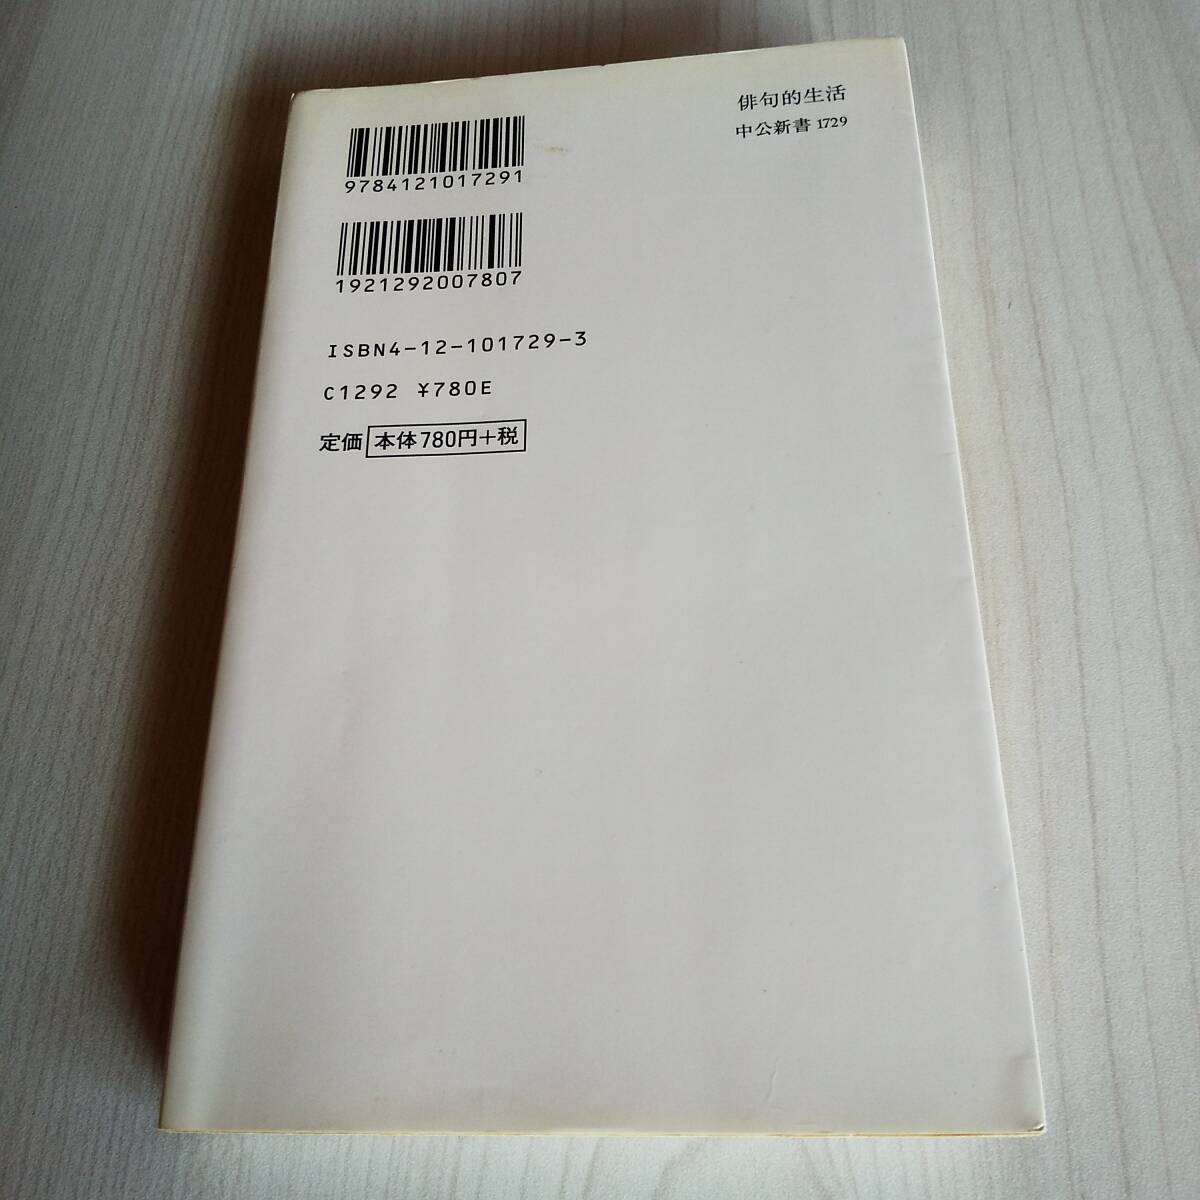 俳句的生活
中公新書 1729
9784121017291
1921292007807
ISBN4-12-101729-3
C1292 ¥780E
定価 本体780円+税